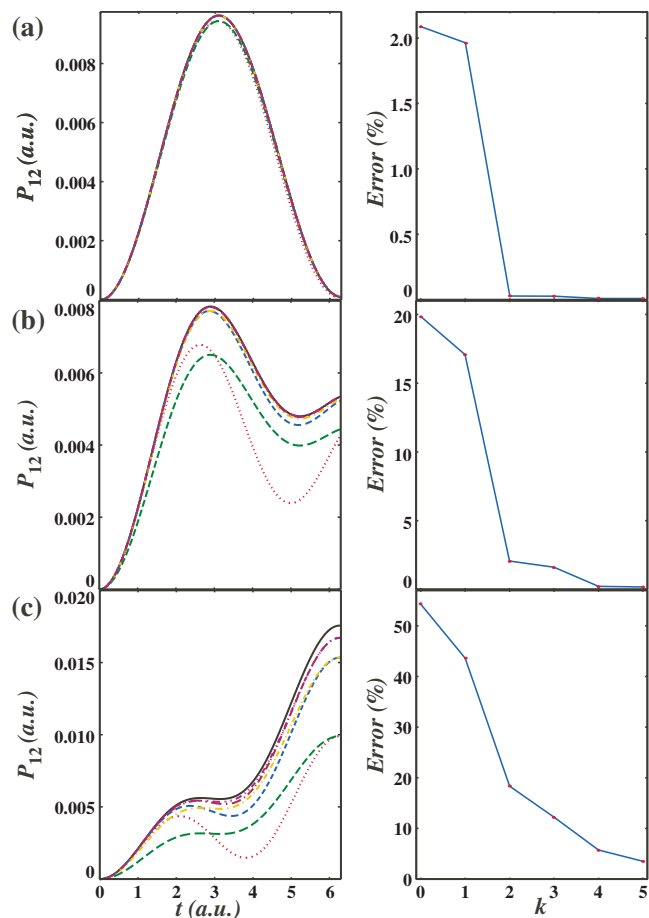 (a)
0.008
0.006
0.004
0.002
0
P12 (a.u.)
2.0
1.5
1.0
0.5
0
Error (%)
(b)
0.008
0.006
0.004
0.002
0
P12 (a.u.)
20
15
10
5
0
Error (%)
(c)
0.020
0.015
0.010
0.005
0
P12 (a.u.)
0 1 2 3 4 5 6
t (a.u.)
50
40
30
20
10
0
Error (%)
0 1 2 3 4 5
k